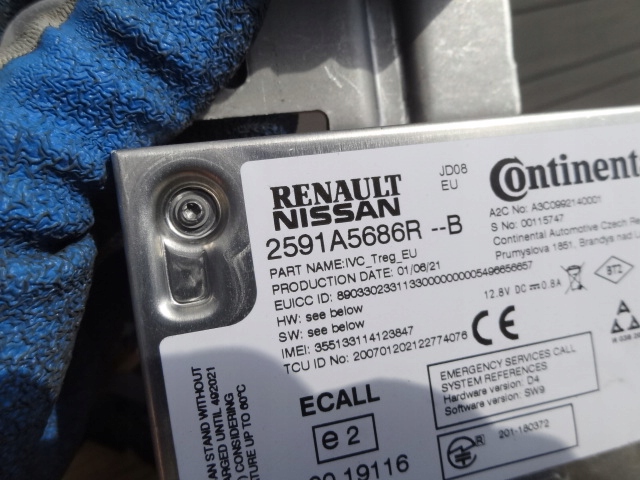 RENAULT
NISSAN
JD08
EU
Continent
2591A5686R --B
A2C No: A3C0992140001
S No: 00115747
Continental Automotive Czech
Prumyslova 1851, Brandys nad L
PART NAME:IVC_Treg_EU
PRODUCTION DATE: 01/06/21
EUICC ID: 
HW: see below
SW: see below
12.8V DC 0.8A
BT2
IMEI: 355133114123847
TCU ID No: 200701202122774076
CE
EMERGENCY SERVICES CALL
SYSTEM REFERENCES
Hardware version: D4
Software version: SW9
ECALL
e2
19116
R
201-180372
AN STAND WITHOUT
ARGED UNTIL 492021
CONSIDERING
TURE UP TO 60°C